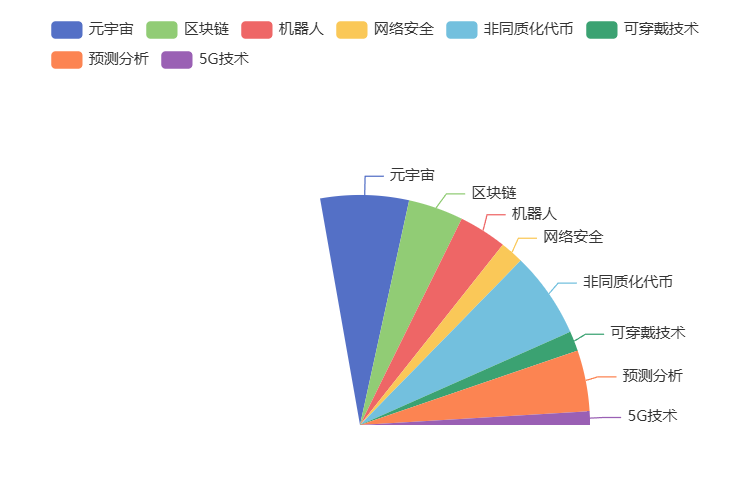 元宇宙 区块链 机器人 网络安全 非同质化代币 可穿戴技术
预测分析 5G技术
元宇宙
区块链
机器人
网络安全
非同质化代币
可穿戴技术
预测分析
5G技术